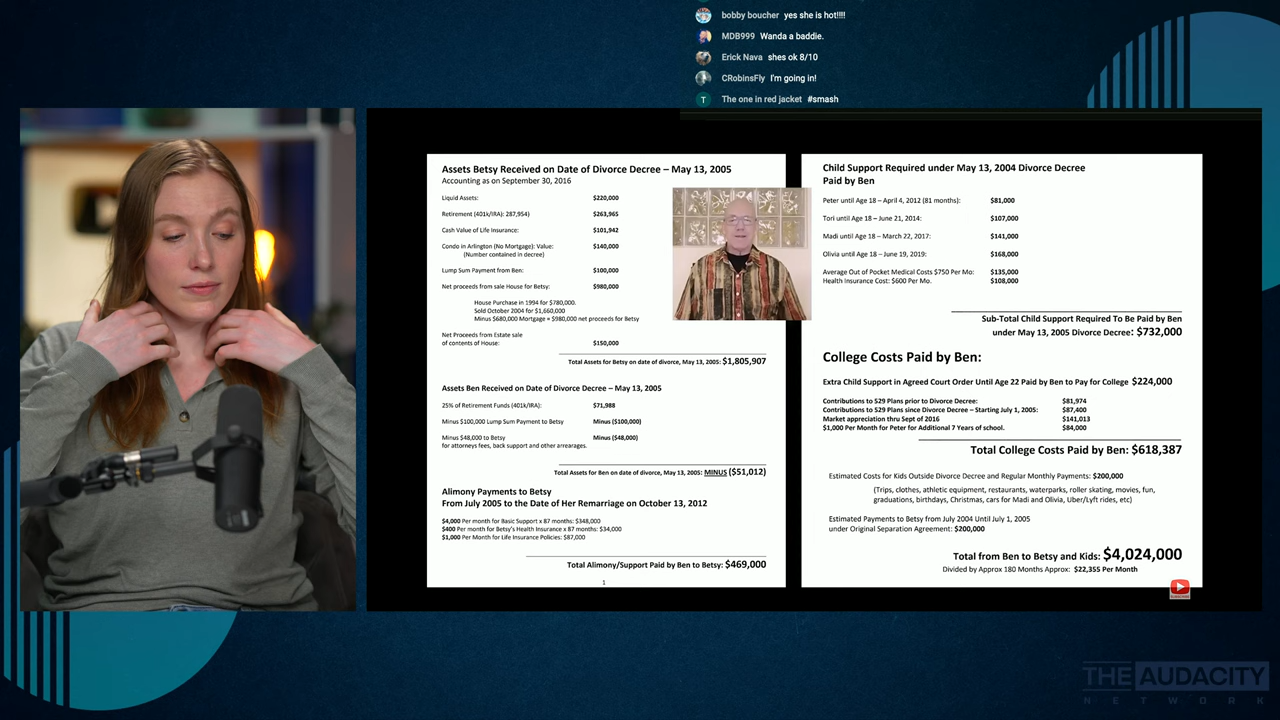 bobby boucher yes she is hot!!!!
MDB999 Wanda a baddie.
Erick Nava shes ok 8/10
CRobinsFly I'm going in!
T The one in red jacket #smash
Assets Betsy Received on Date of Divorce Decree – May 13, 2005
Accounting as on September 30, 2016
Liquid Assets: $220,000
Retirement (401k/IRA): 287,954) $263,965
Cash Value of Life Insurance: $101,942
Condo in Arlington (No Mortgage): Value: $140,000
(Number contained in decree)
Lump Sum Payment from Ben: $100,000
Net proceeds from sale House for Betsy: $980,000
House Purchase in 1994 for $780,000.
Sold October 2004 for $1,660,000
Minus $680,000 Mortgage = $980,000 net proceeds for Betsy
Net Proceeds from Estate sale
of contents of House: $150,000
Total Assets for Betsy on date of divorce, May 13, 2005: $1,805,907
Assets Ben Received on Date of Divorce Decree – May 13, 2005
25% of Retirement Funds (401k/IRA): $71,988
Minus $100,000 Lump Sum Payment to Betsy Minus ($100,000)
Minus $48,000 to Betsy Minus ($48,000)
for attorneys fees, back support and other arrearages.
Total Assets for Ben on date of divorce, May 13, 2005: MINUS ($51,012)
Alimony Payments to Betsy
From July 2005 to the Date of Her Remarriage on October 13, 2012
$4,000 Per month for Basic Support x 87 months: $348,000
$400 Per month for Betsy's Health Insurance x 87 months: $34,000
$1,000 Per Month for Life Insurance Policies: $87,000
Total Alimony/Support Paid by Ben to Betsy: $469,000
1
Child Support Required under May 13, 2004 Divorce Decree
Paid by Ben
Peter until Age 18 – April 4, 2012 (81 months): $81,000
Tori until Age 18 – June 21, 2014: $107,000
Madi until Age 18 – March 22, 2017: $141,000
Olivia until Age 18 – June 19, 2019: $168,000
Average Out of Pocket Medical Costs $750 Per Mo: $135,000
Health Insurance Cost: $600 Per Mo. $108,000
Sub-Total Child Support Required To Be Paid by Ben
under May 13, 2005 Divorce Decree: $732,000
College Costs Paid by Ben:
Extra Child Support in Agreed Court Order Until Age 22 Paid by Ben to Pay for College $224,000
Contributions to 529 Plans prior to Divorce Decree: $81,974
Contributions to 529 Plans since Divorce Decree – Starting July 1, 2005: $87,400
Market appreciation thru Sept of 2016 $141,013
$1,000 Per Month for Peter for Additional 7 Years of school. $84,000
Total College Costs Paid by Ben: $618,387
Estimated Costs for Kids Outside Divorce Decree and Regular Monthly Payments: $200,000
(Trips, clothes, athletic equipment, restaurants, waterparks, roller skating, movies, fun,
graduations, birthdays, Christmas, cars for Madi and Olivia, Uber/Lyft rides, etc)
Estimated Payments to Betsy from July 2004 Until July 1, 2005
under Original Separation Agreement: $200,000
Total from Ben to Betsy and Kids: $4,024,000
Divided by Approx 180 Months Approx: $22,355 Per Month
SUBSCRIBE
THE AUDACITY
NETWORK